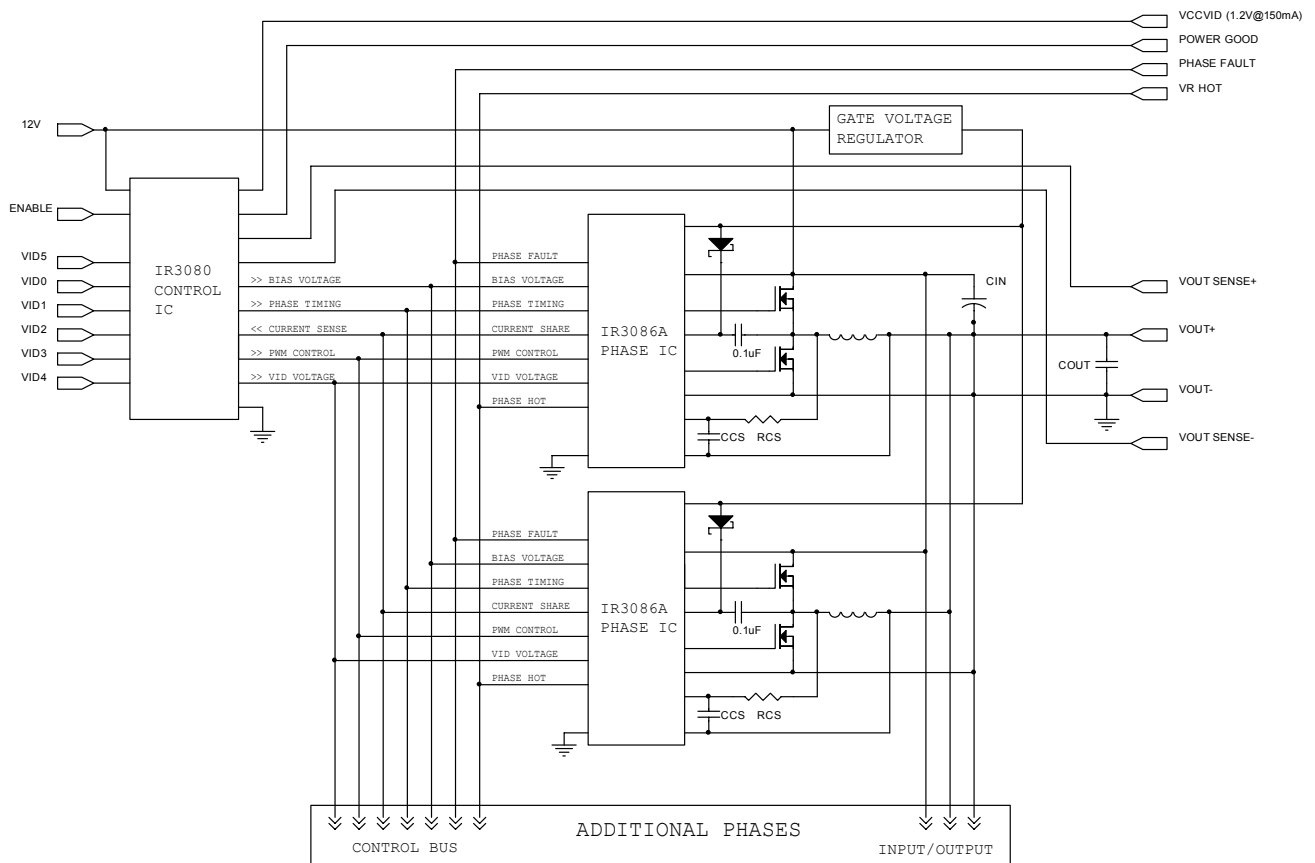 VCCVID (1.2V@150mA)
POWER GOOD
PHASE FAULT
VR HOT
12V
GATE VOLTAGE
REGULATOR
ENABLE
VID5
VID0
VID1
VID2
VID3
VID4
IR3080
CONTROL
IC
>> BIAS VOLTAGE
>> PHASE TIMING
<< CURRENT SENSE
>> PWM CONTROL
>> VID VOLTAGE
PHASE FAULT
BIAS VOLTAGE
PHASE TIMING
CURRENT SHARE
PWM CONTROL
VID VOLTAGE
PHASE HOT
IR3086A
PHASE IC
0.1uF
CCS
RCS
CIN
COUT
VOUT SENSE+
VOUT+
VOUT-
VOUT SENSE-
PHASE FAULT
BIAS VOLTAGE
PHASE TIMING
CURRENT SHARE
PWM CONTROL
VID VOLTAGE
PHASE HOT
IR3086A
PHASE IC
0.1uF
CCS
RCS
ADDITIONAL PHASES
CONTROL BUS
INPUT/OUTPUT